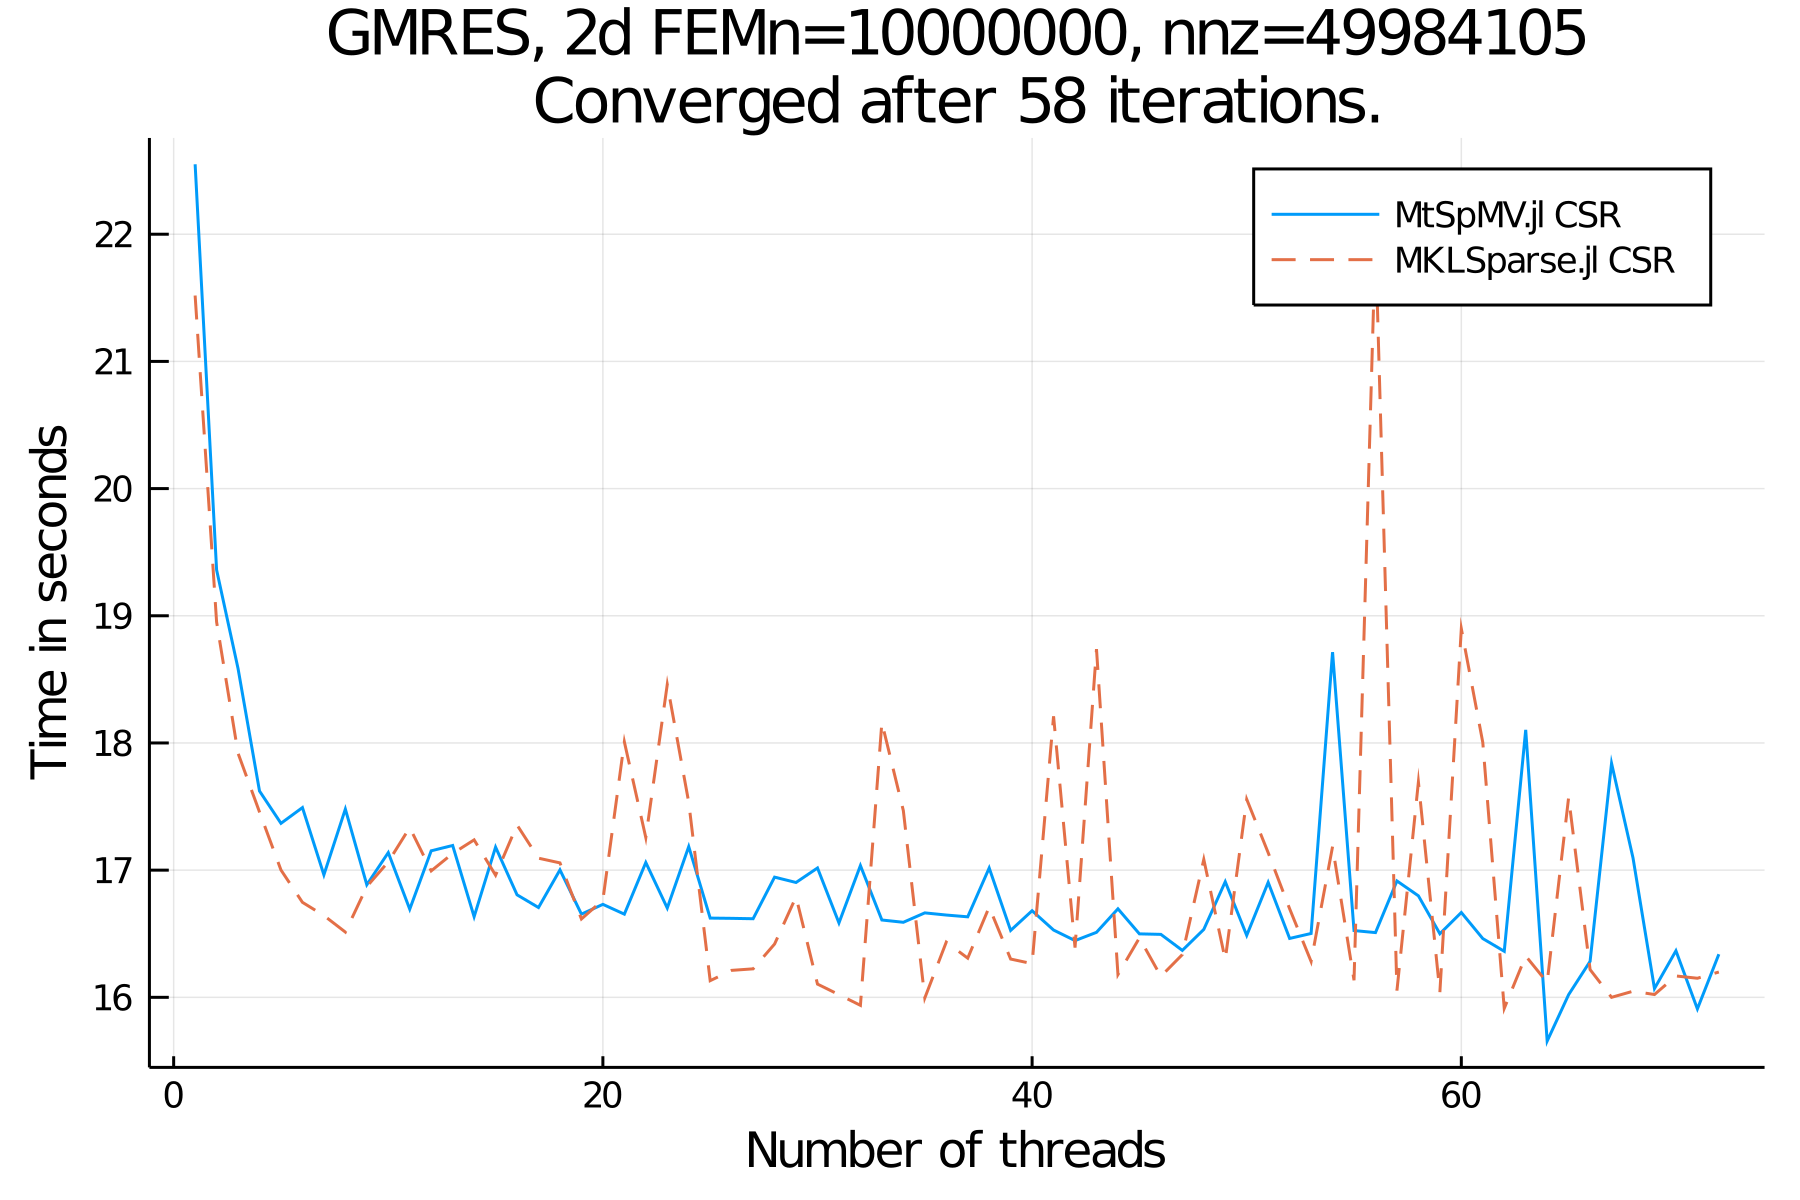 GMRES, 2d FEMn=10000000, nnz=49984105
Converged after 58 iterations.
MtSpMV.jl CSR
MKLSparse.jl CSR
22
21
20
19
18
17
16
Time in seconds
0 20 40 60
Number of threads